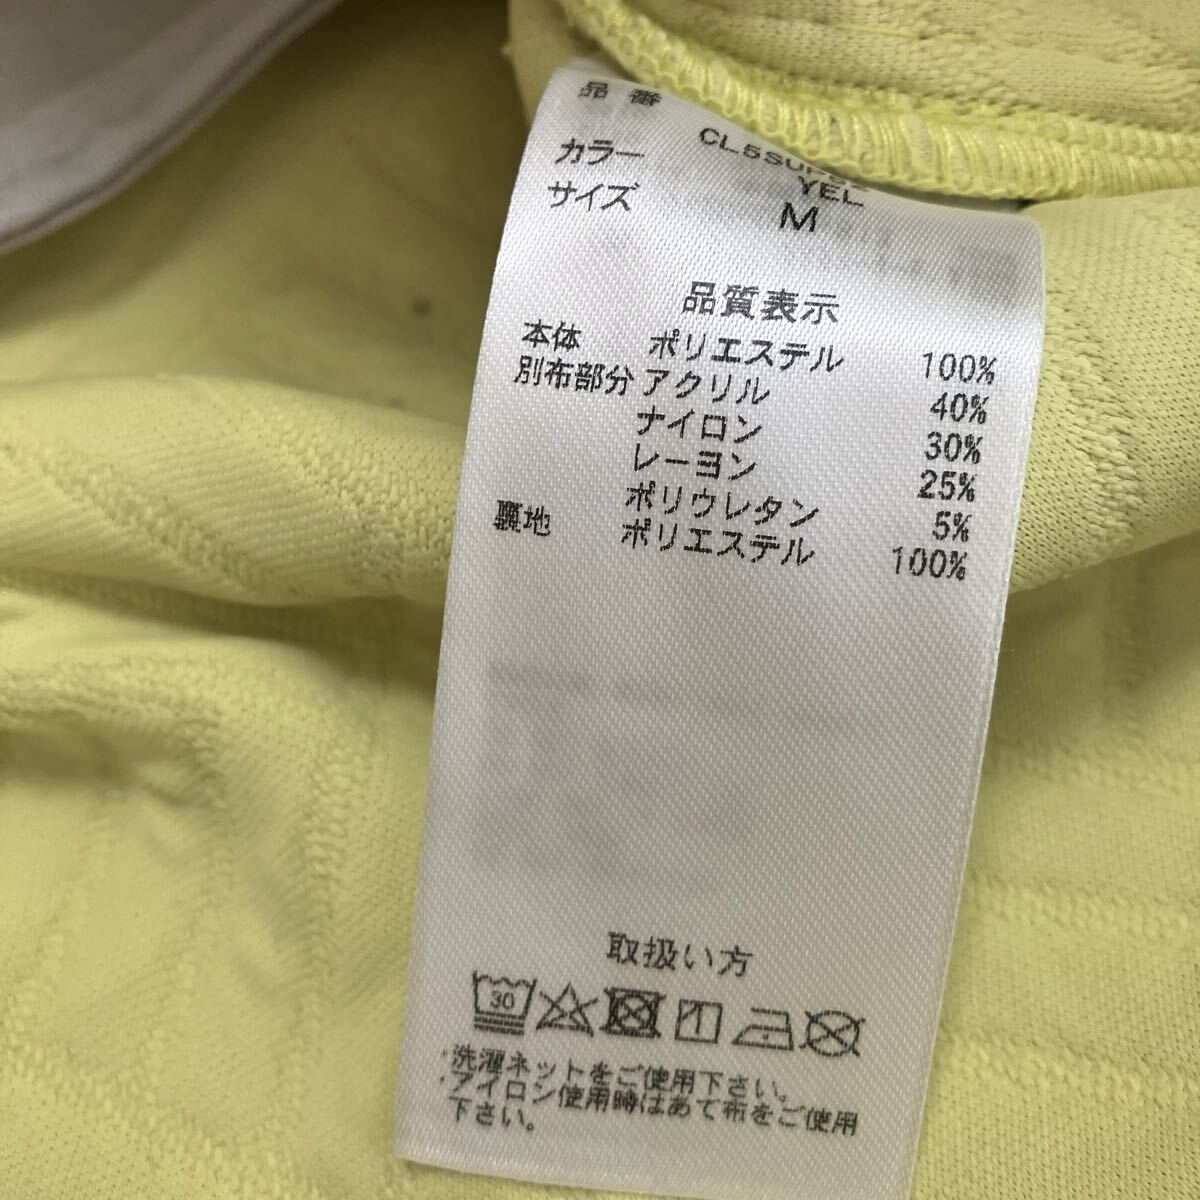 品番
カラー YEL
サイズ M
品質表示
本体 ポリエステル 100%
別布部分 アクリル 40%
ナイロン 30%
レーヨン 25%
ポリウレタン 5%
裏地 ポリエステル 100%
取扱い方
30
・洗濯ネットをご使用下さい。
・アイロン使用時はあて布をご使用
下さい。